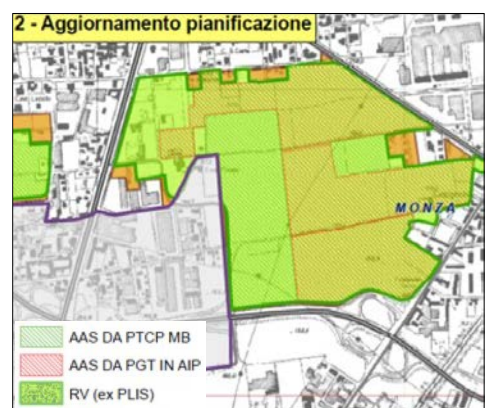 2 - Aggiornamento pianificazione
MONZA
AAS DA PTCP MB
AAS DA PGT IN AIP
RV (ex PLIS)